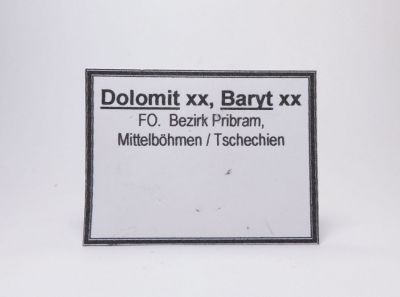 Dolomit xx, Baryt xx
FO. Bezirk Pribram,
Mittelböhmen / Tschechien